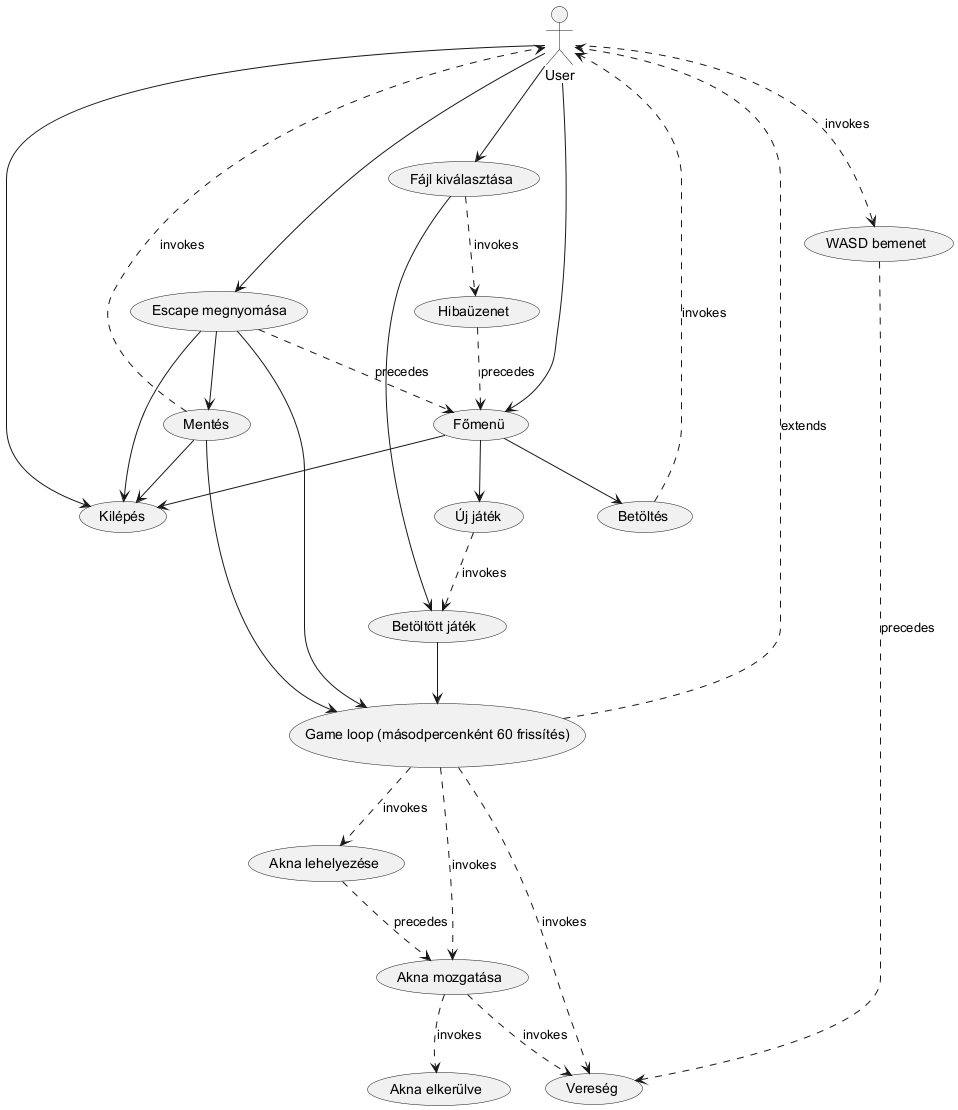 User
invokes
Fájl kiválasztása
WASD bemenet
invokes
invokes
Escape megnyomása
Hibaüzenet
invokes
precedes
precedes
Mentés
Főmenü
extends
Kilépés
Új játék
Betöltés
invokes
Betöltött játék
precedes
Game loop (másodpercenként 60 frissítés)
invokes
Akna lehelyezése
invokes
precedes
invokes
Akna mozgatása
invokes
invokes
Akna elkerülve
Vereség